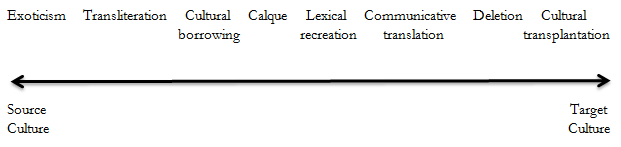 Exoticism Transliteration Cultural borrowing Calque Lexical recreation Communicative translation Deletion Cultural transplantation
Source Culture
Target Culture